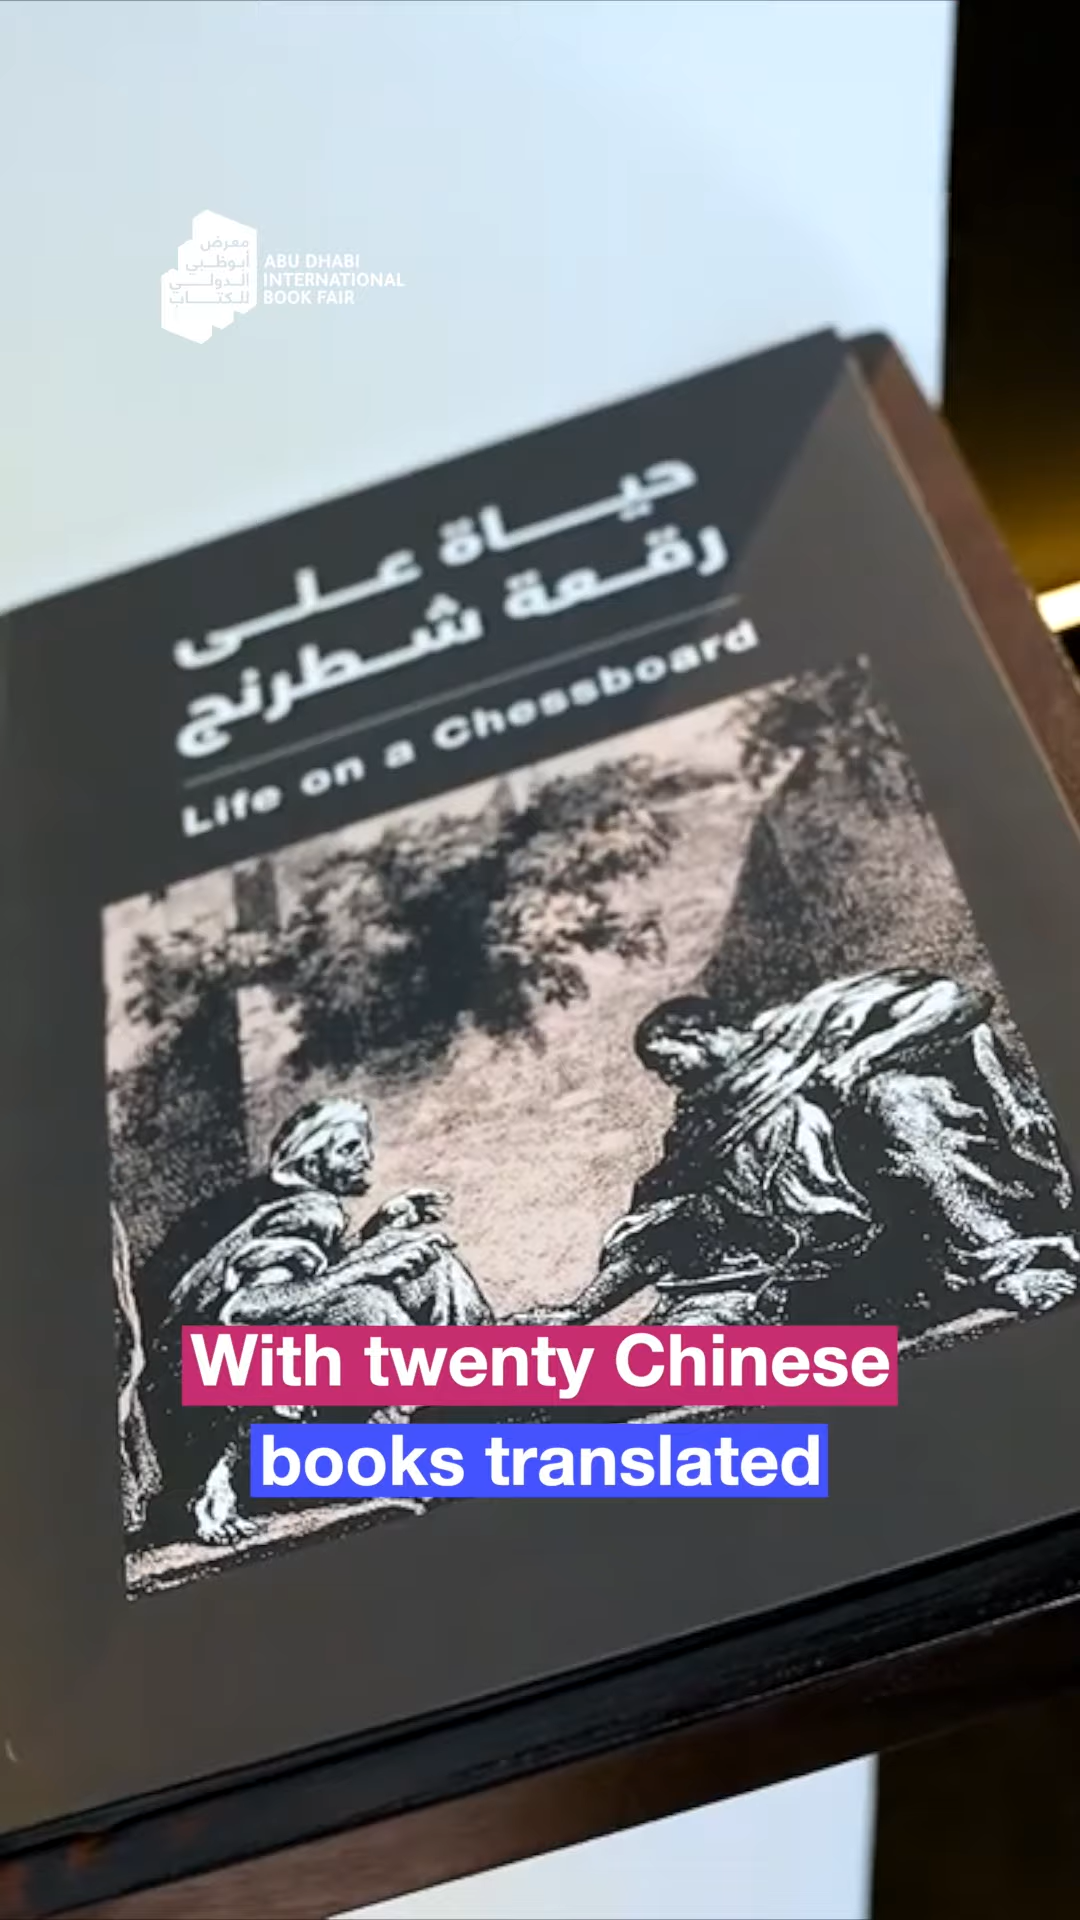 معرض
أبوظبي
الدولي
للكتاب
ABU DHABI
INTERNATIONAL
BOOK FAIR
حياة على
رقعة شطرنج
Life on a Chessboard
With twenty Chinese
books translated